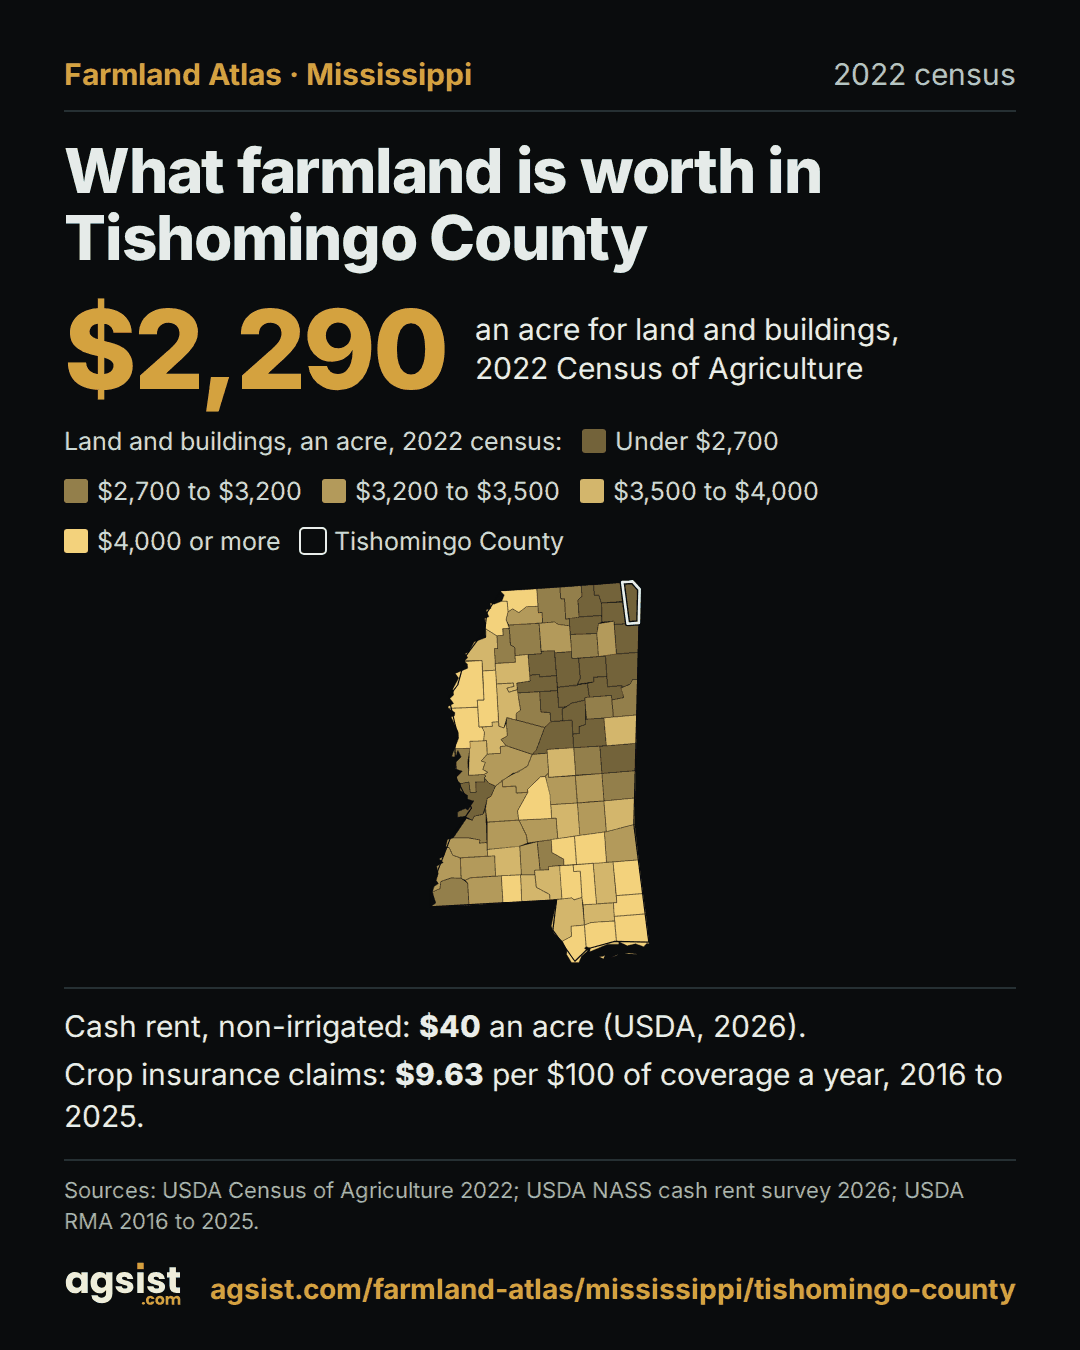 Farmland Atlas · Mississippi
2022 census
What farmland is worth in
Tishomingo County
$2,290
an acre for land and buildings,
2022 Census of Agriculture
Land and buildings, an acre, 2022 census: Under $2,700
$2,700 to $3,200 $3,200 to $3,500 $3,500 to $4,000
$4,000 or more Tishomingo County
Cash rent, non-irrigated: $40 an acre (USDA, 2026).
Crop insurance claims: $9.63 per $100 of coverage a year, 2016 to
2025.
Sources: USDA Census of Agriculture 2022; USDA NASS cash rent survey 2026; USDA
RMA 2016 to 2025.
agsist
.com
agsist.com/farmland-atlas/mississippi/tishomingo-county